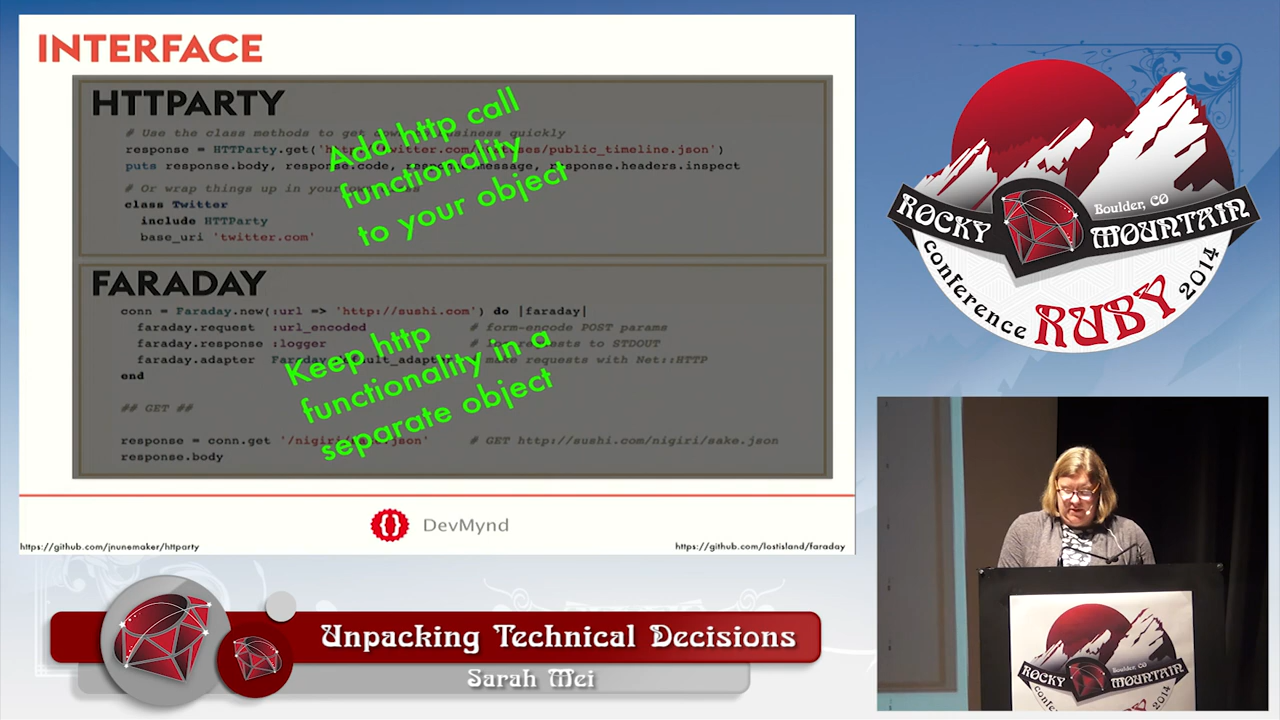 INTERFACE
HTTPARTY
# Use the class methods to get down to business quickly
response = HTTParty.get('http://twitter.com/statuses/public_timeline.json')
puts response.body, response.code, response.message, response.headers.inspect
# Or wrap things up in your own
class Twitter
include HTTParty
base_uri 'twitter.com'
Add http call
functionality
to your object
FARADAY
conn = Faraday.new(:url => 'http://sushi.com') do |faraday|
faraday.request :url_encoded # form-encode POST params
faraday.response :logger # log requests to STDOUT
faraday.adapter Faraday.default_adapter # make requests with Net::HTTP
end
## GET ##
response = conn.get '/nigiri/sake.json' # GET http://sushi.com/nigiri/sake.json
response.body
Keep http
functionality in a
separate object
DevMynd
https://github.com/jnunemaker/httparty
https://github.com/lostisland/faraday
Boulder, CO
ROCKY MOUNTAIN
conference RUBY 2014
Unpacking Technical Decisions
Sarah Mei
Boulder, CO
ROCKY MOUNTAIN
RUBY 2014